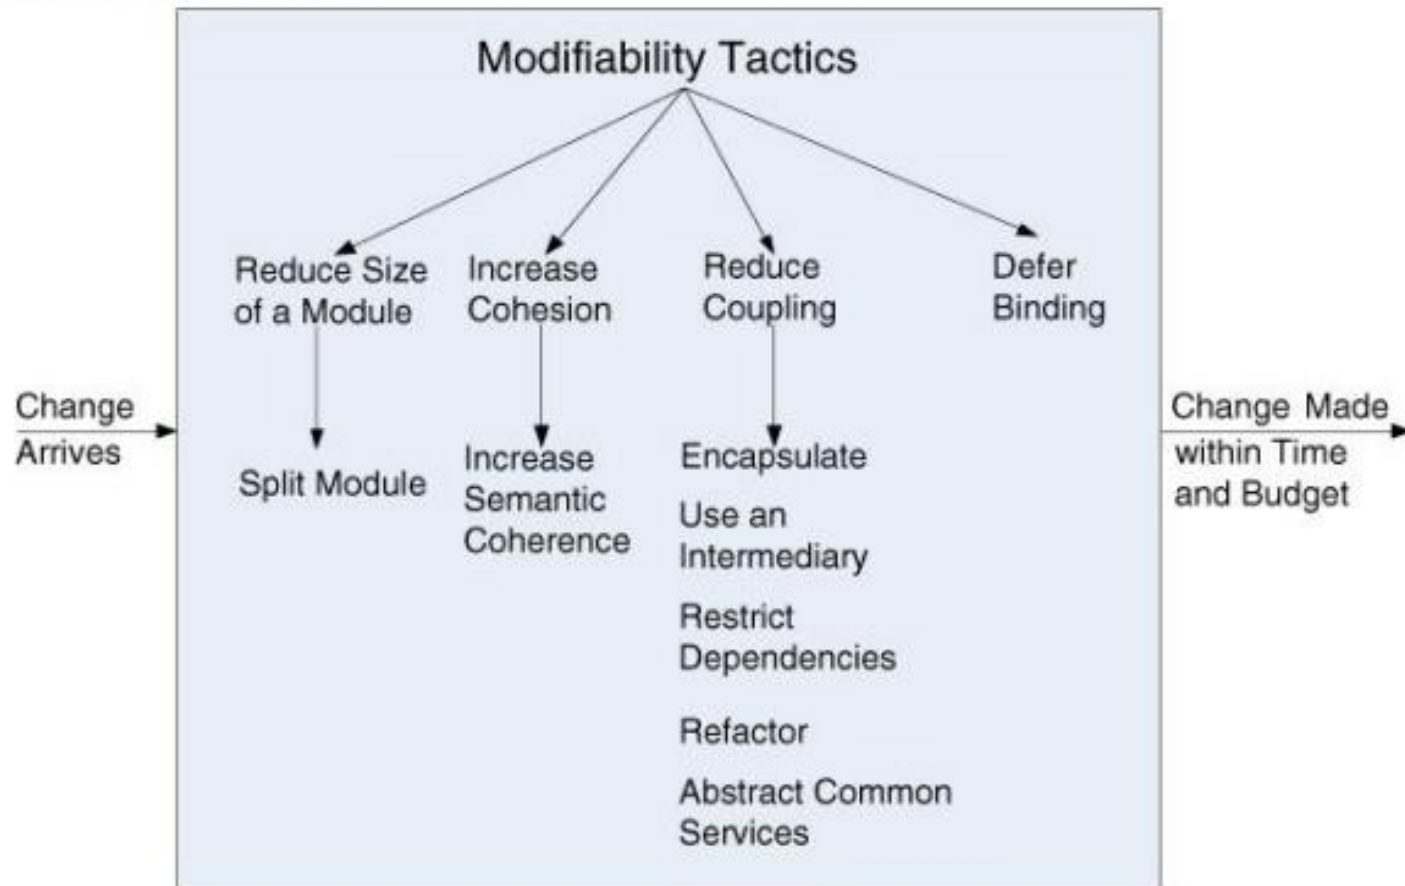 Modifiability Tactics
Reduce Size
of a Module
Increase
Cohesion
Reduce
Coupling
Defer
Binding
Change
Arrives
Split Module
Increase
Semantic
Coherence
Encapsulate
Use an
Intermediary
Restrict
Dependencies
Refactor
Abstract Common
Services
Change Made
within Time
and Budget